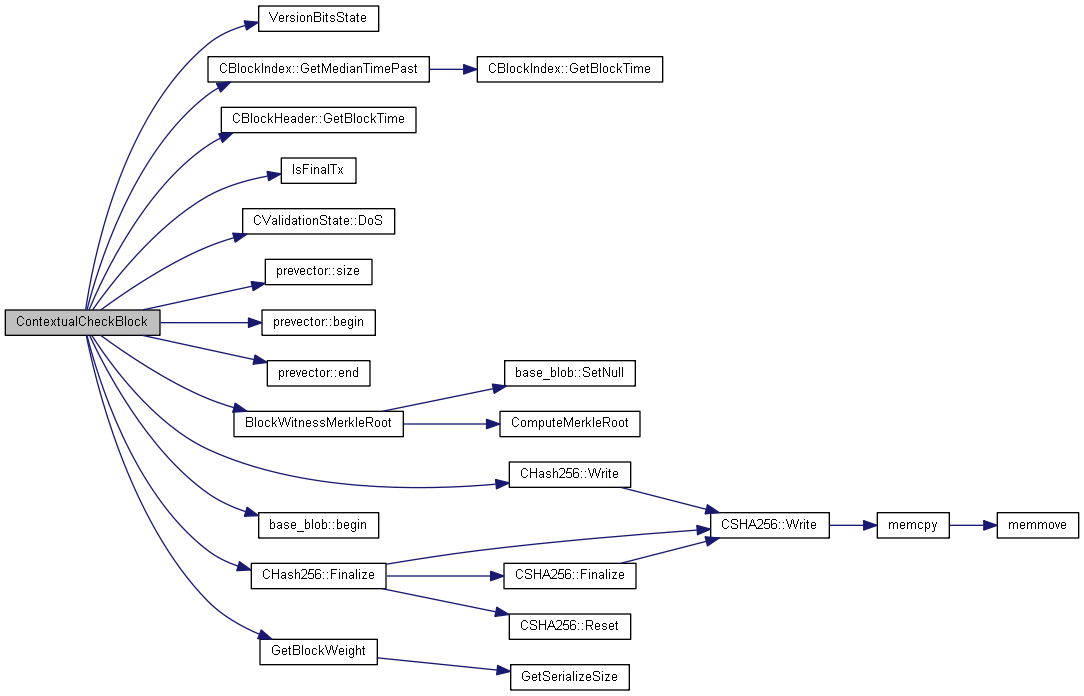 VersionBitsState
CBlockIndex::GetMedianTimePast
CBlockIndex::GetBlockTime
CBlockHeader::GetBlockTime
IsFinalTx
CValidationState::DoS
prevector::size
ContextualCheckBlock
prevector::begin
prevector::end
base_blob::SetNull
BlockWitnessMerkleRoot
ComputeMerkleRoot
CHash256::Write
base_blob::begin
CSHA256::Write
memcpy
memmove
CHash256::Finalize
CSHA256::Finalize
CSHA256::Reset
GetBlockWeight
GetSerializeSize